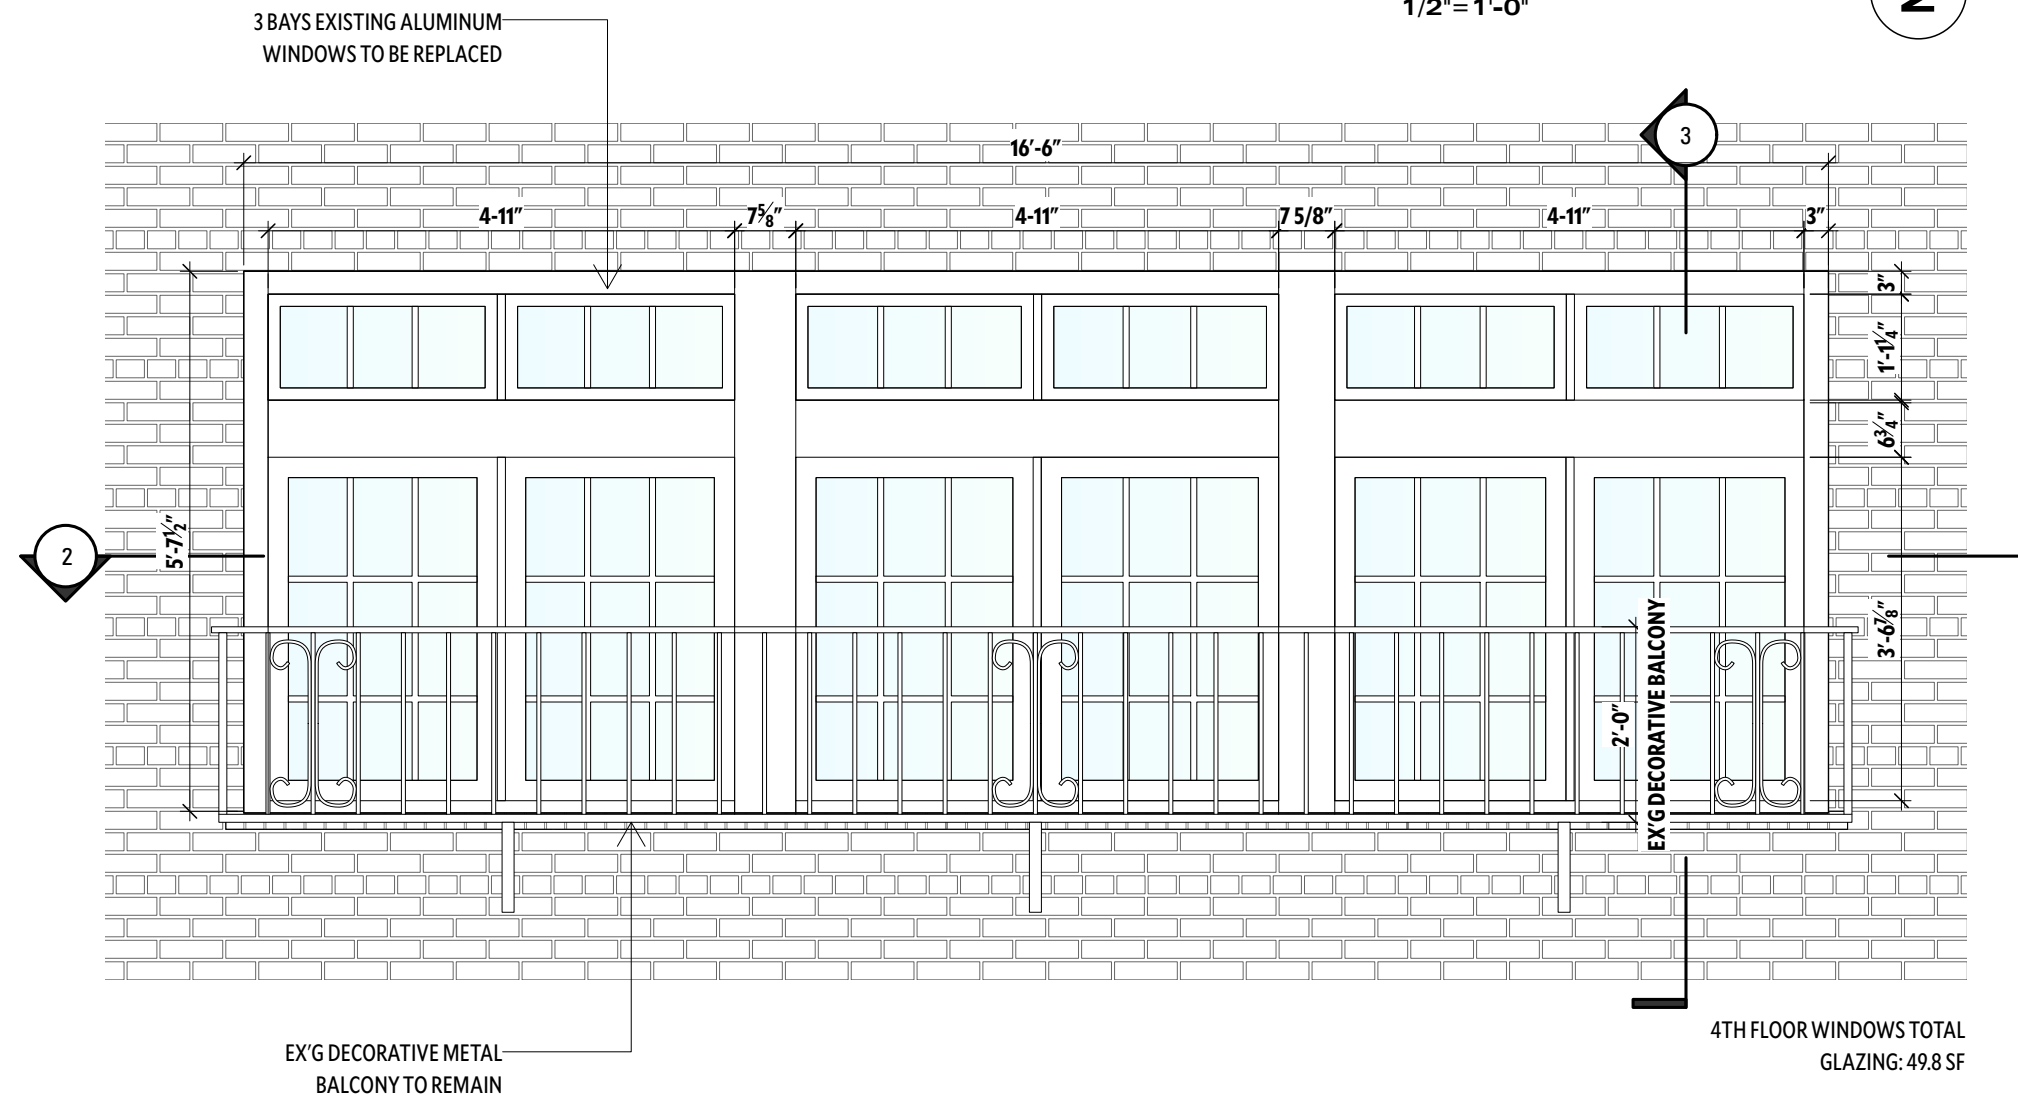 1/2"=1'-0"
3 BAYS EXISTING ALUMINUM
WINDOWS TO BE REPLACED
3
16'-6"
4-11"
7⅝"
4-11"
7 5/8"
4-11"
3"
3"
1'-1¼"
6¾"
2
5'-7½"
3'-6⅞"
2'-0"
EX'G DECORATIVE BALCONY
EX'G DECORATIVE METAL
BALCONY TO REMAIN
4TH FLOOR WINDOWS TOTAL
GLAZING: 49.8 SF